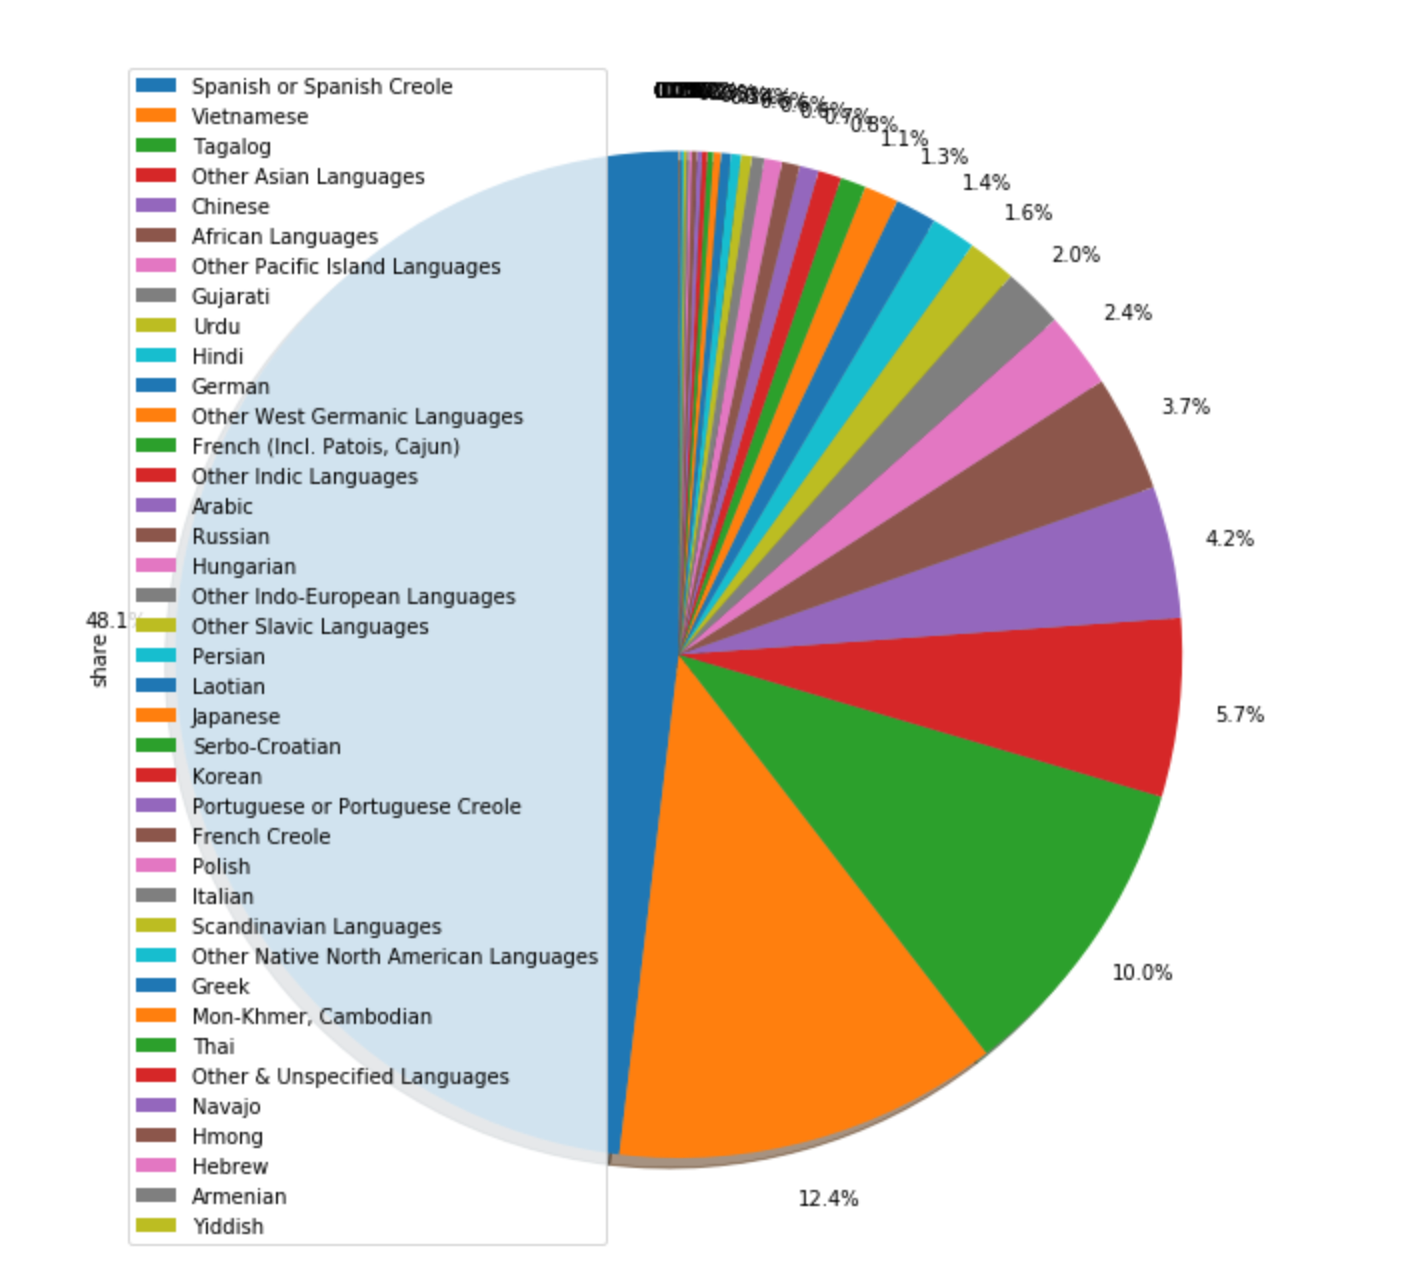 Spanish or Spanish Creole
Vietnamese
Tagalog
Other Asian Languages
Chinese
African Languages
Other Pacific Island Languages
Gujarati
Urdu
Hindi
German
Other West Germanic Languages
French (Incl. Patois, Cajun)
Other Indic Languages
Arabic
Russian
Hungarian
Other Indo-European Languages
Other Slavic Languages
Persian
Laotian
Japanese
Serbo-Croatian
Korean
Portuguese or Portuguese Creole
French Creole
Polish
Italian
Scandinavian Languages
Other Native North American Languages
Greek
Mon-Khmer, Cambodian
Thai
Other & Unspecified Languages
Navajo
Hmong
Hebrew
Armenian
Yiddish
share
48.1%
0.7%
0.8%
1.1%
1.3%
1.4%
1.6%
2.0%
2.4%
3.7%
4.2%
5.7%
10.0%
12.4%